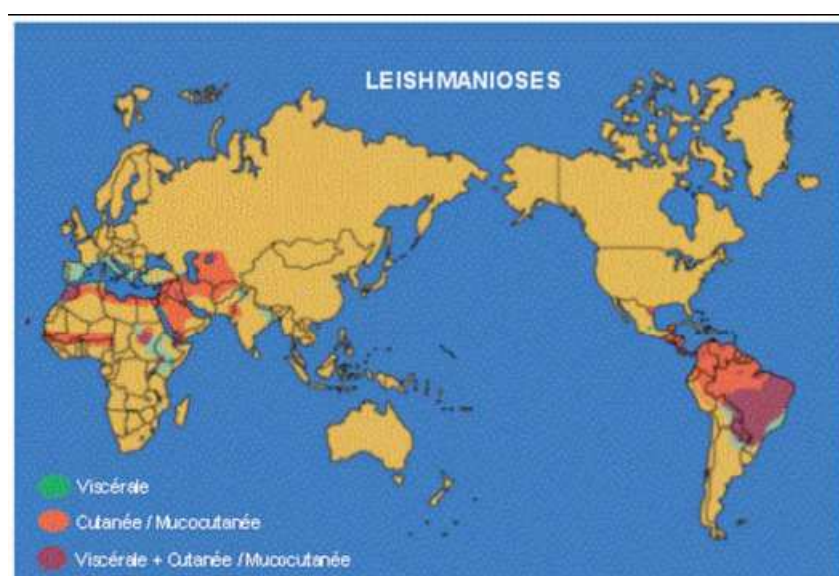 LEISHMANIOSES
Viscérale
Cutanée / Mucocutanée
Viscérale + Cutanée / Mucocutanée